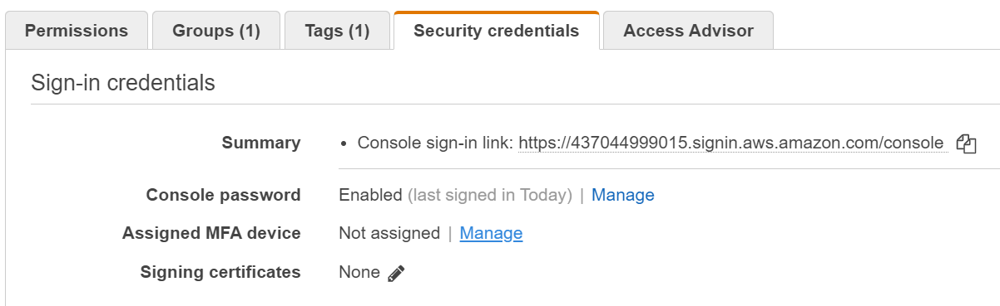 Permissions Groups (1) Tags (1) Security credentials Access Advisor
Sign-in credentials
Summary • Console sign-in link: https://437044999015.signin.aws.amazon.com/console
Console password Enabled (last signed in Today) | Manage
Assigned MFA device Not assigned | Manage
Signing certificates None